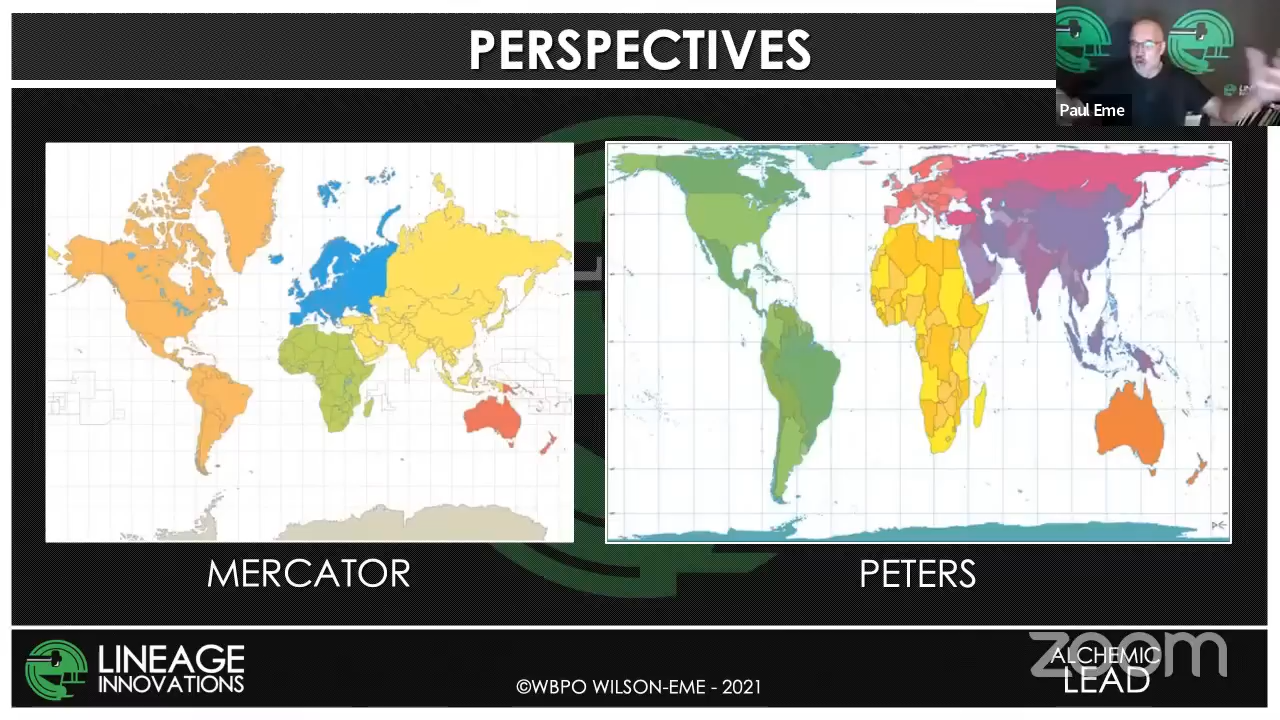 PERSPECTIVES
Paul Eme
MERCATOR
PETERS
LINEAGE
INNOVATIONS
©WBPO WILSON-EME - 2021
zoom
ALCHEMIC
LEAD